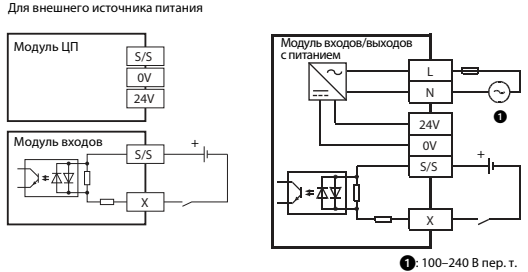 Для внешнего источника питания
Модуль ЦП
S/S
0V
24V
Модуль входов
S/S
+
X
Модуль входов/выходов
с питанием
L
N
1
24V
0V
S/S
+
X
1: 100–240 В пер. т.